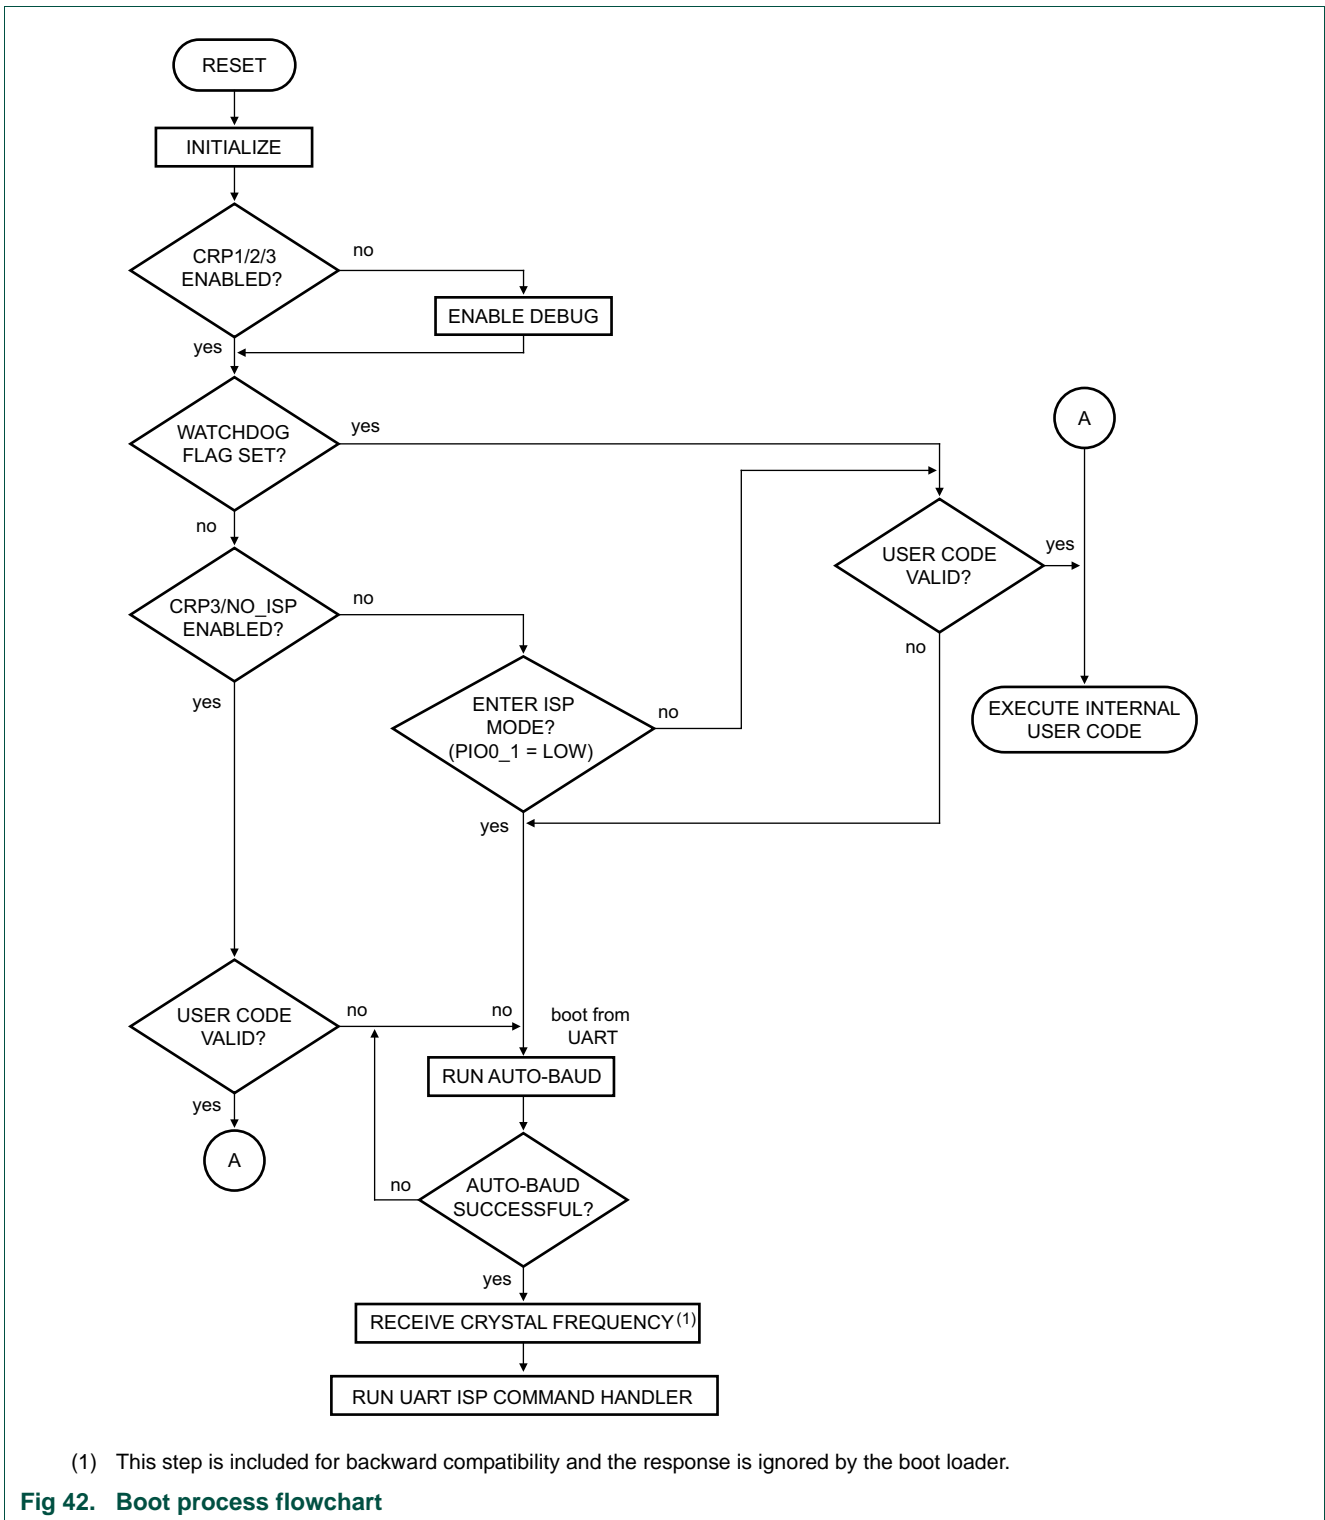 RESET
INITIALIZE
CRP1/2/3
ENABLED?
no
ENABLE DEBUG
yes
WATCHDOG
FLAG SET?
yes
A
no
USER CODE
VALID?
yes
no
CRP3/NO_ISP
ENABLED?
no
yes
ENTER ISP
MODE?
(PIO0_1 = LOW)
no
EXECUTE INTERNAL
USER CODE
yes
USER CODE
VALID?
no
no
boot from
UART
RUN AUTO-BAUD
yes
A
AUTO-BAUD
SUCCESSFUL?
no
yes
RECEIVE CRYSTAL FREQUENCY(1)
RUN UART ISP COMMAND HANDLER
(1) This step is included for backward compatibility and the response is ignored by the boot loader.
Fig 42. Boot process flowchart